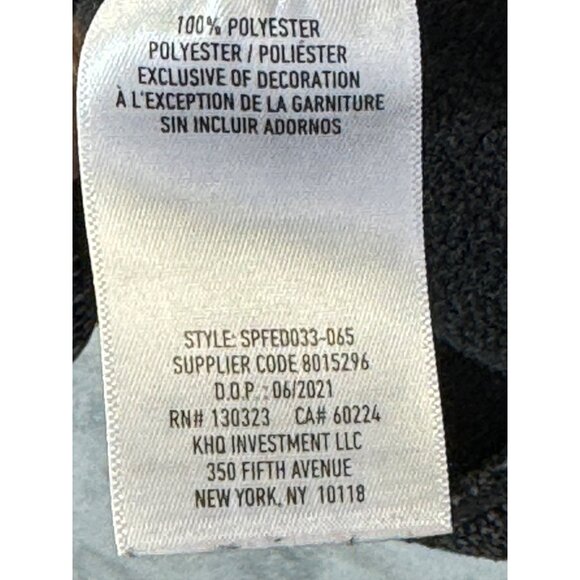 100% POLYESTER
POLYESTER / POLIÉSTER
EXCLUSIVE OF DECORATION
À L'EXCEPTION DE LA GARNITURE
SIN INCLUIR ADORNOS
STYLE: SPFED033-065
SUPPLIER CODE 8015296
D.O.P. : 06/2021
RN# 130323 CA# 60224
KHQ INVESTMENT LLC
350 FIFTH AVENUE
NEW YORK, NY 10118